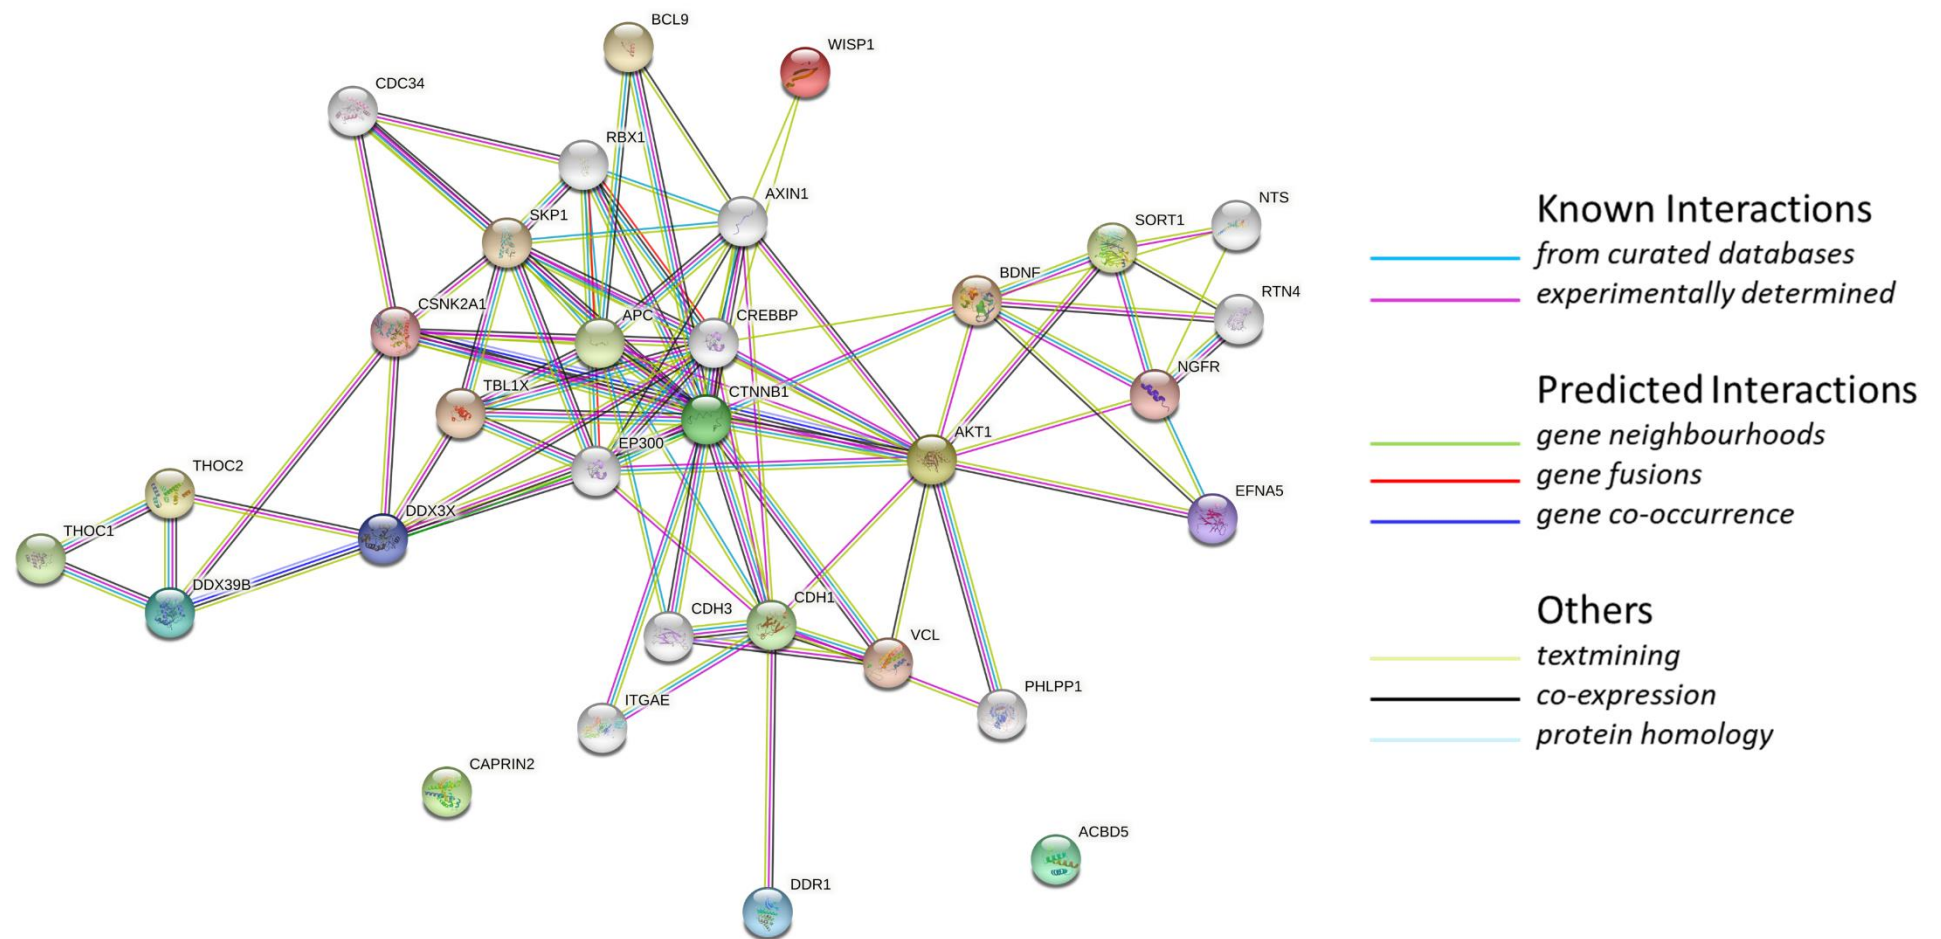 BCL9
WISP1
CDC34
RBX1
AXIN1
SKP1
SORT1
NTS
BDNF
RTN4
CSNK2A1
APC
CREBBP
NGFR
TBL1X
CTNNB1
EP300
AKT1
THOC2
EFNA5
DDX3X
THOC1
DDX39B
CDH3
CDH1
VCL
PHLPP1
ITGAE
CAPRIN2
ACBD5
DDR1
Known Interactions
from curated databases
experimentally determined
Predicted Interactions
gene neighbourhoods
gene fusions
gene co-occurrence
Others
textmining
co-expression
protein homology